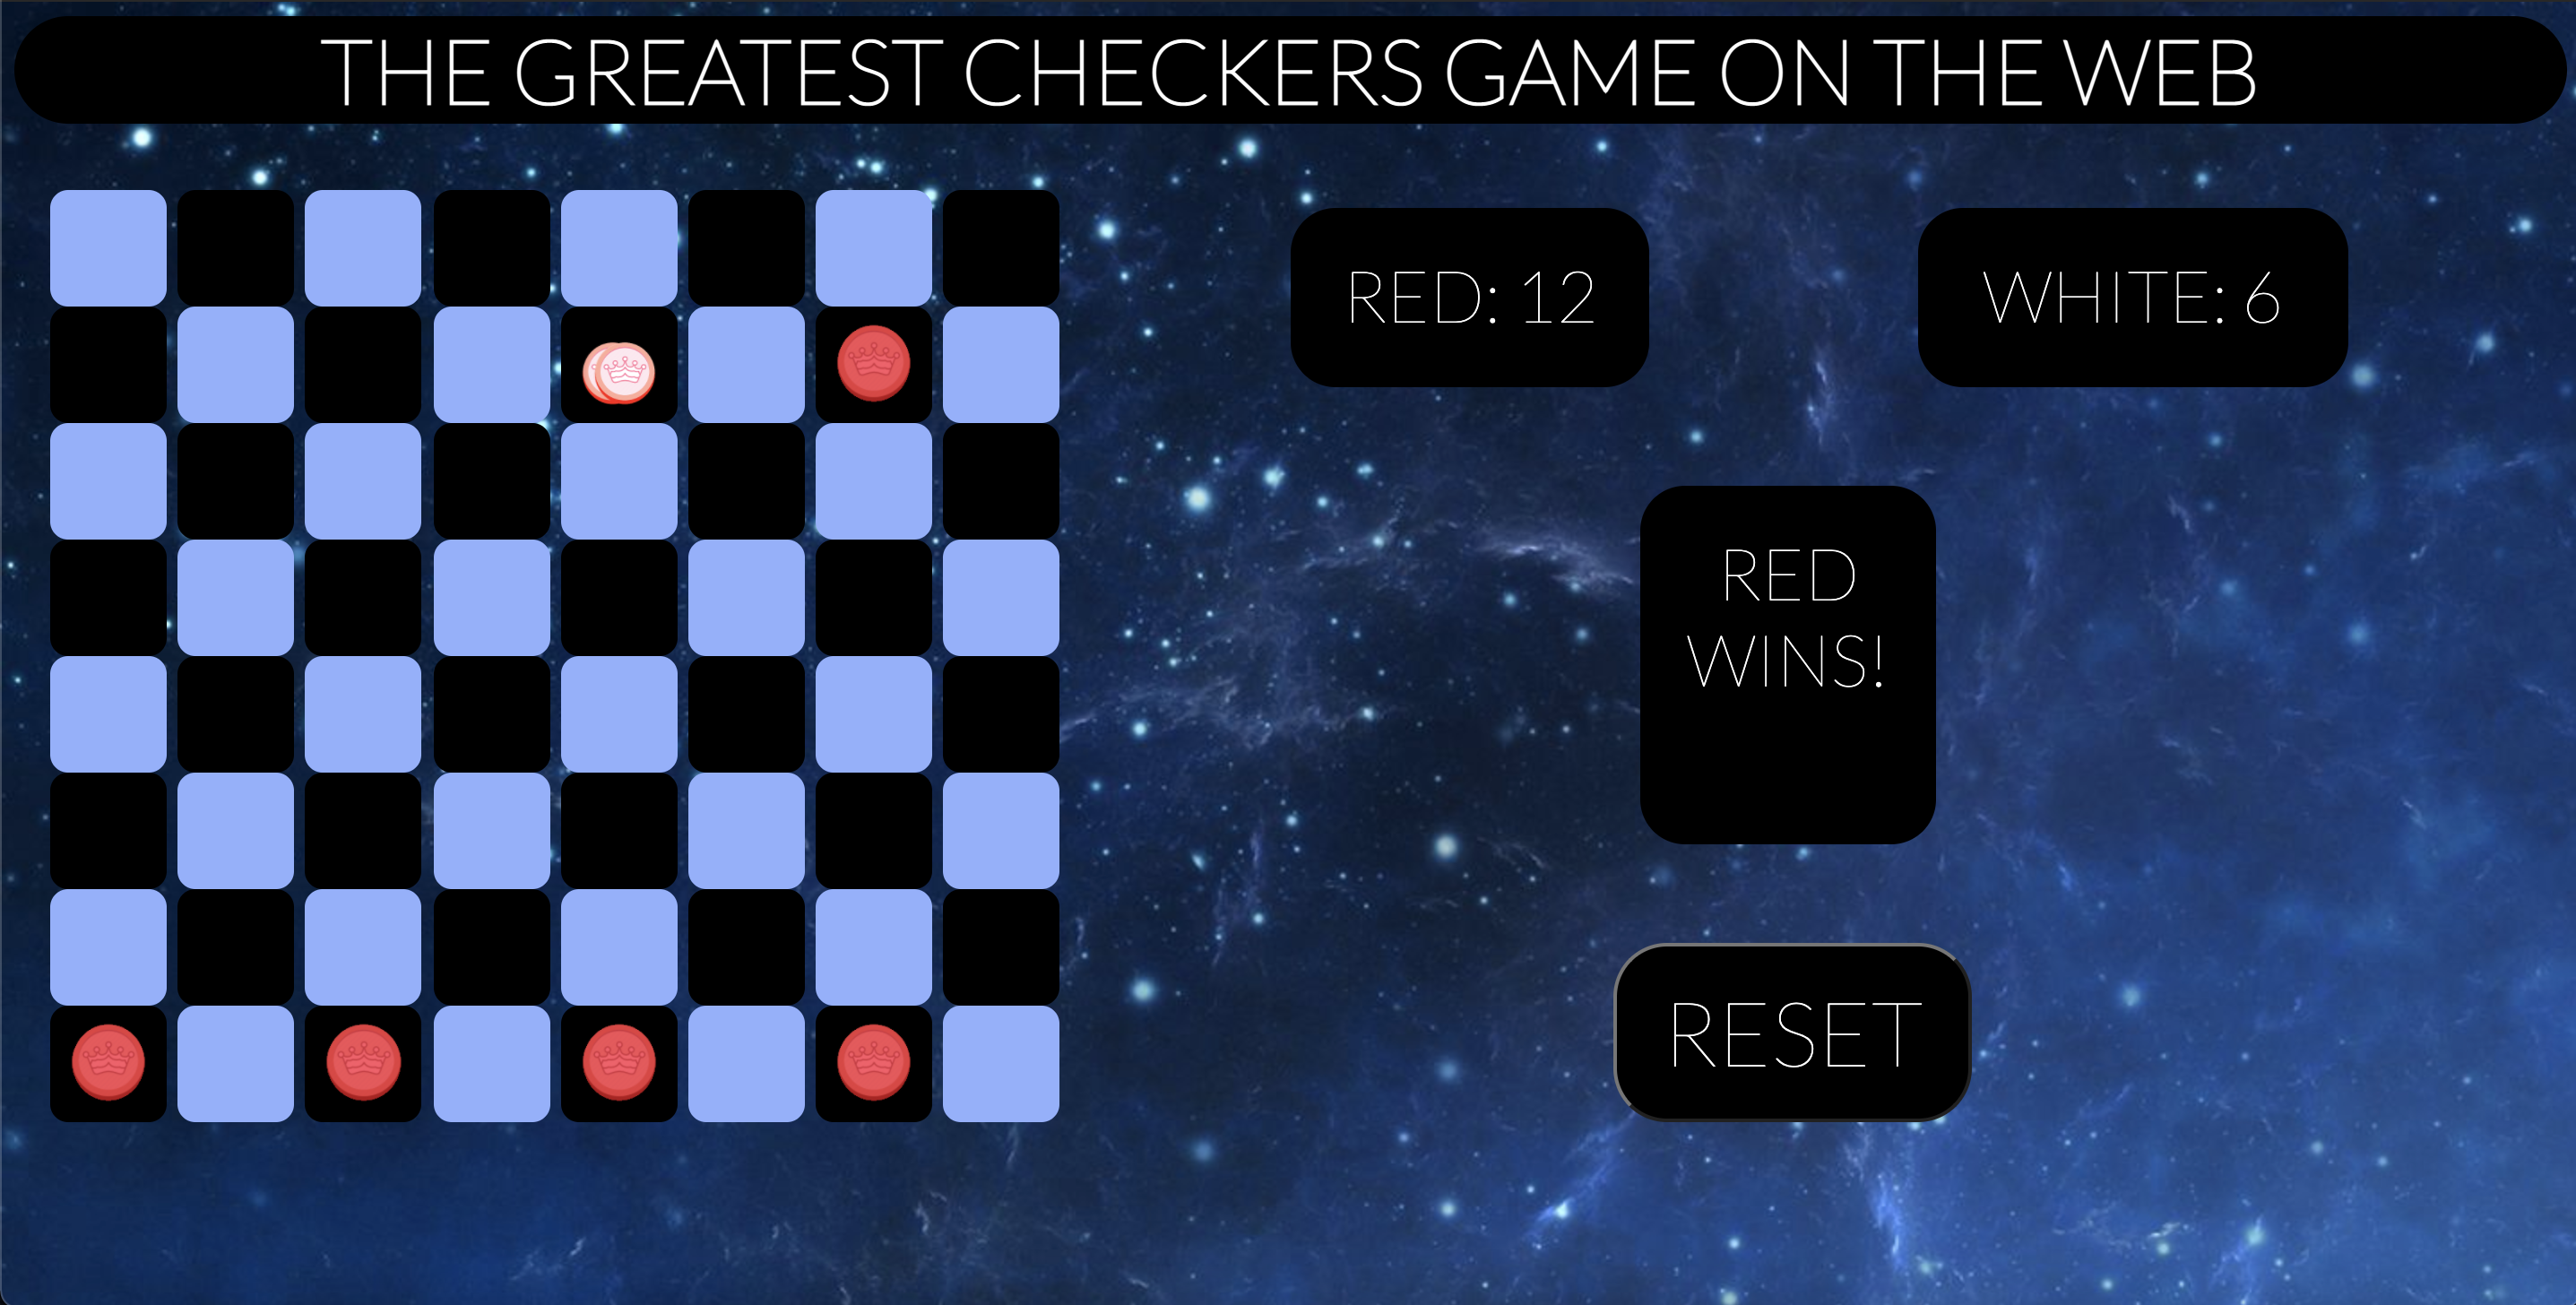 THE GREATEST CHECKERS GAME ON THE WEB
RED: 12
WHITE: 6
RED
WINS!
RESET